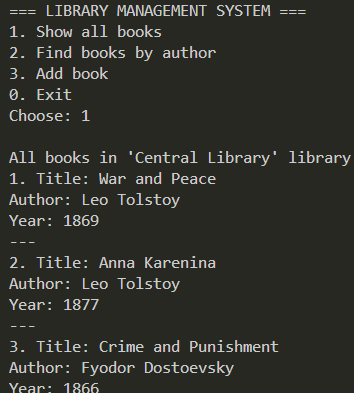 === LIBRARY MANAGEMENT SYSTEM ===
1. Show all books
2. Find books by author
3. Add book
0. Exit
Choose: 1
All books in 'Central Library' library
1. Title: War and Peace
Author: Leo Tolstoy
Year: 1869
---
2. Title: Anna Karenina
Author: Leo Tolstoy
Year: 1877
---
3. Title: Crime and Punishment
Author: Fyodor Dostoevsky
Year: 1866